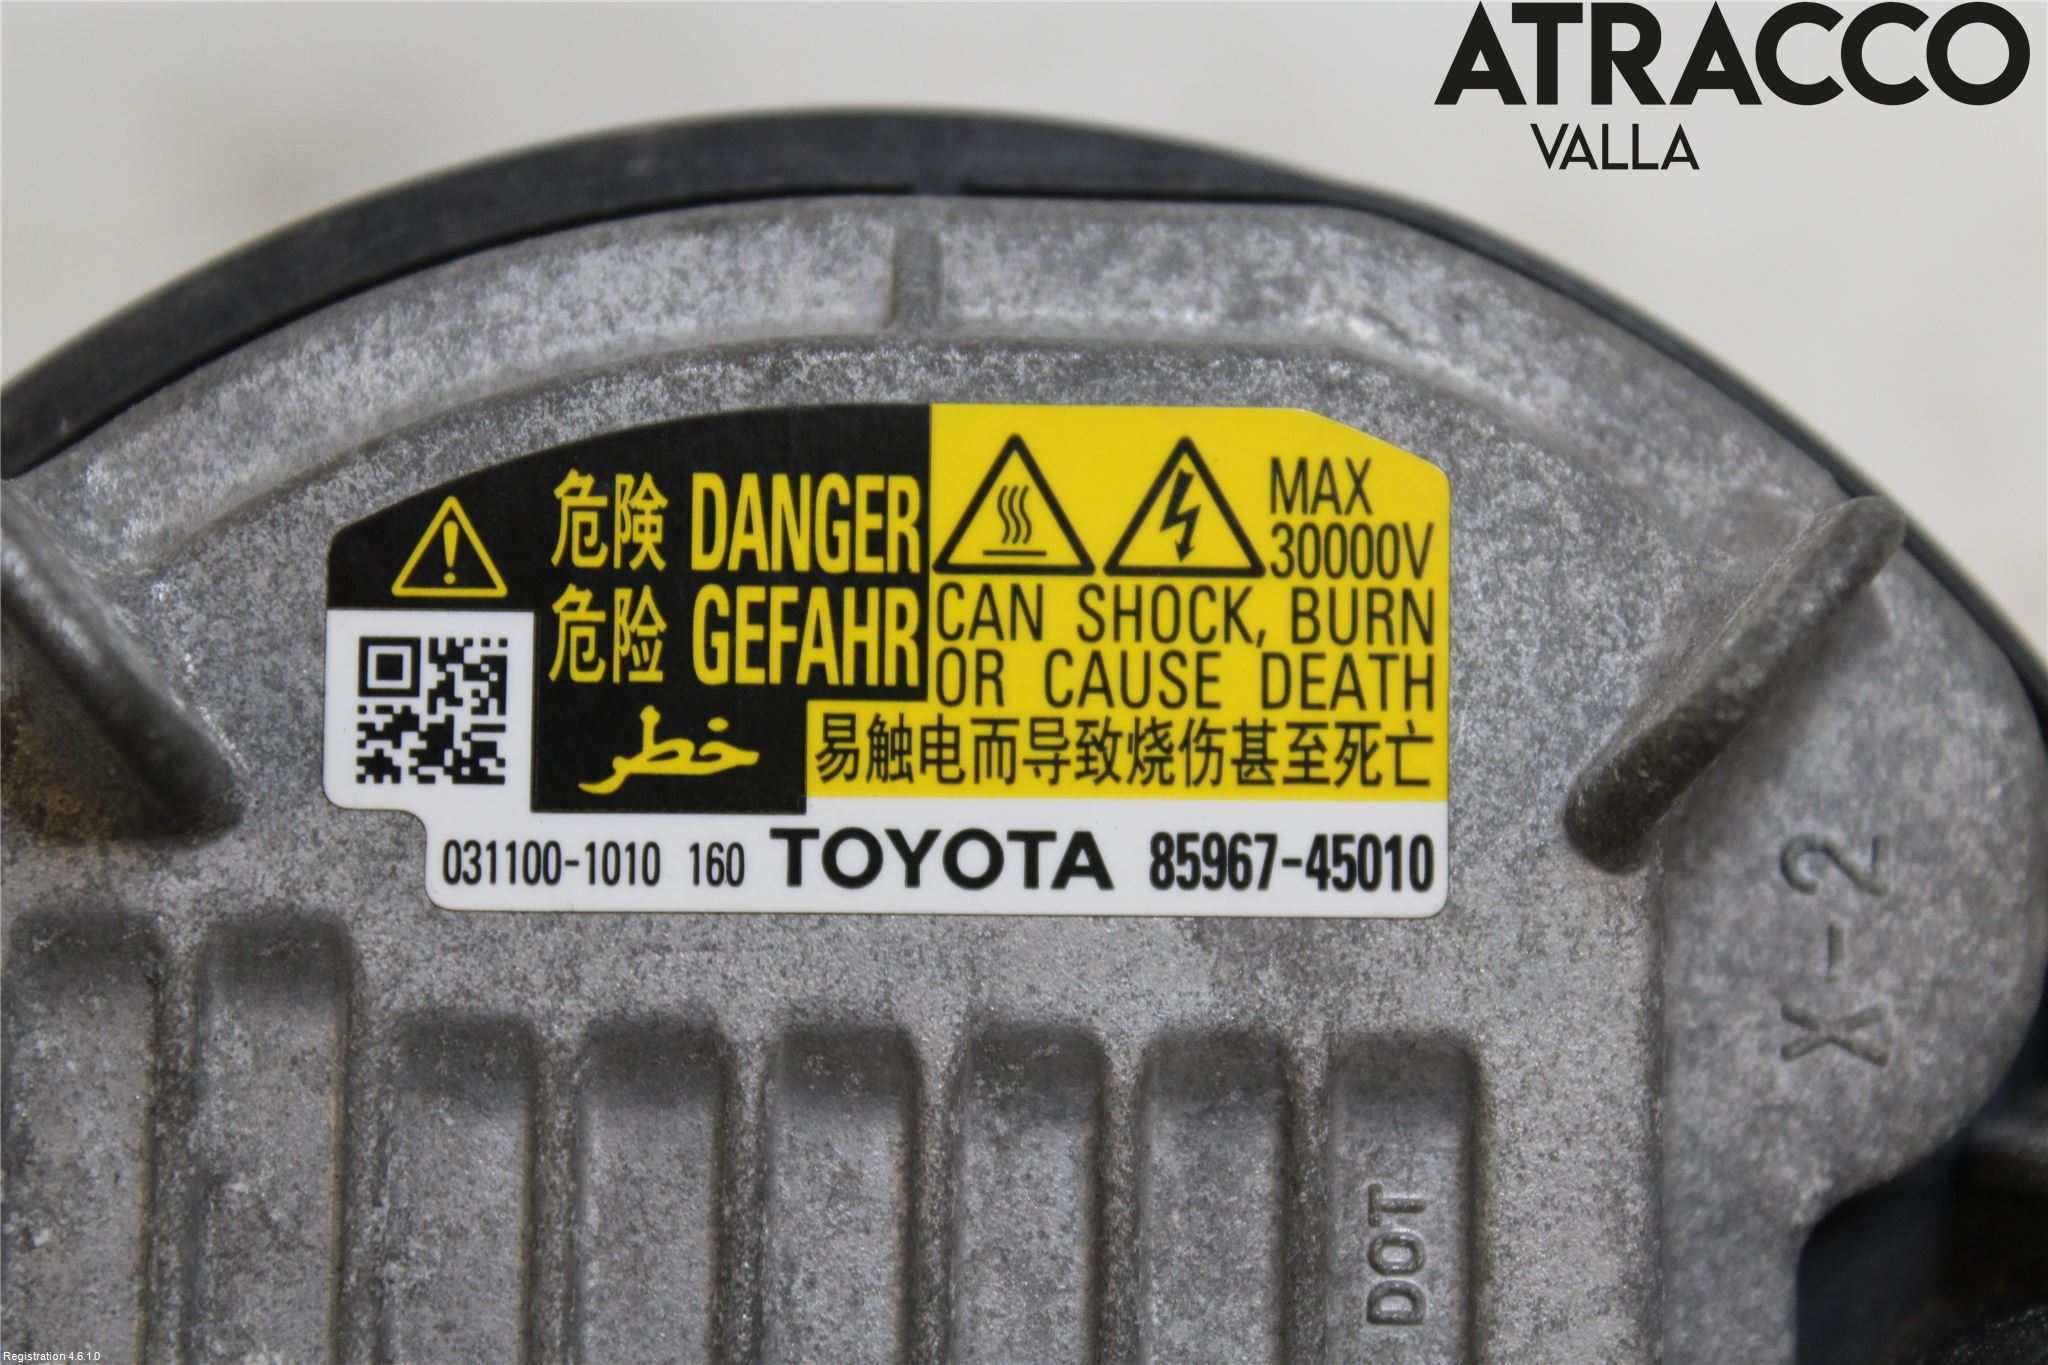 ATRACCO
VALLA
危険 DANGER
危险 GEFAHR
خطر
MAX
30000V
CAN SHOCK, BURN
OR CAUSE DEATH
易触电而导致烧伤甚至死亡
031100-1010 160 TOYOTA 85967-45010
X-2
DOT
Registration 4.6.1.0